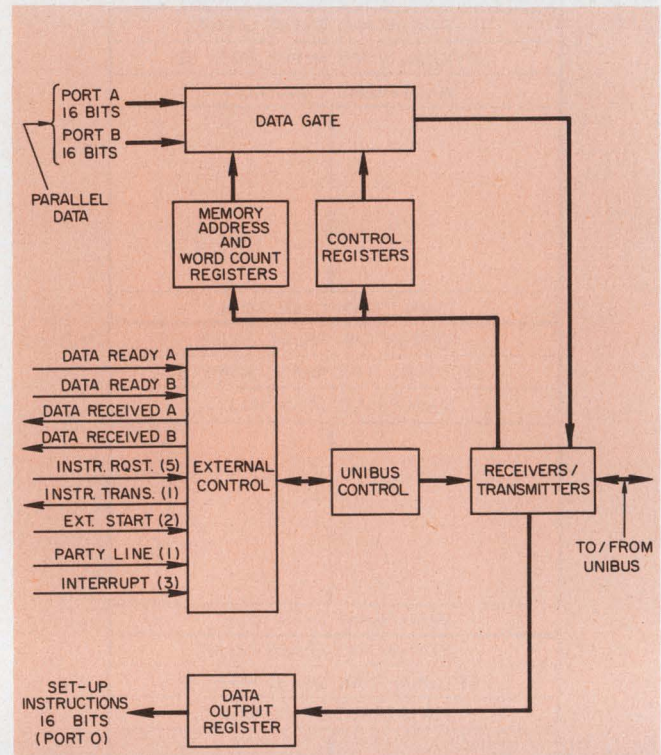 PORT A
16 BITS
PORT B
16 BITS
PARALLEL
DATA
DATA GATE
MEMORY
ADDRESS
AND
WORD COUNT
REGISTERS
CONTROL
REGISTERS
DATA READY A
DATA READY B
DATA RECEIVED A
DATA RECEIVED B
INSTR. RQST. (5)
INSTR. TRANS. (1)
EXT. START (2)
PARTY LINE (1)
INTERRUPT (3)
EXTERNAL
CONTROL
UNIBUS
CONTROL
RECEIVERS/
TRANSMITTERS
TO/FROM
UNIBUS
SET-UP
INSTRUCTIONS
16 BITS
(PORT O)
DATA
OUTPUT
REGISTER